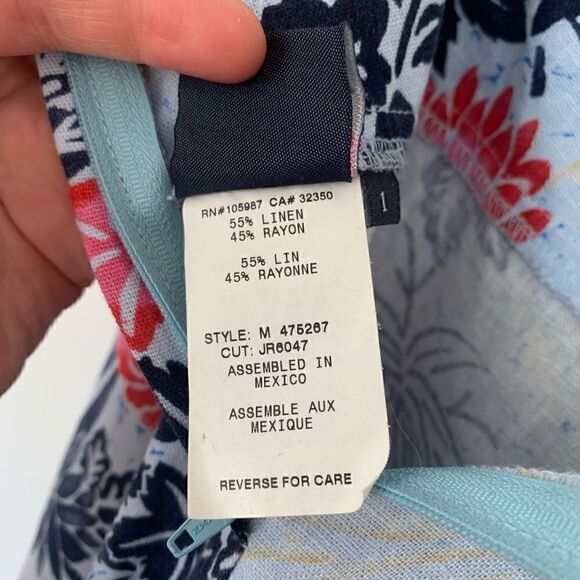 RN#105987 CA# 32350
55% LINEN
45% RAYON
55% LIN
45% RAYONNE
STYLE: M 475267
CUT: JR6047
ASSEMBLED IN
MEXICO
ASSEMBLE AUX
MEXIQUE
REVERSE FOR CARE
1